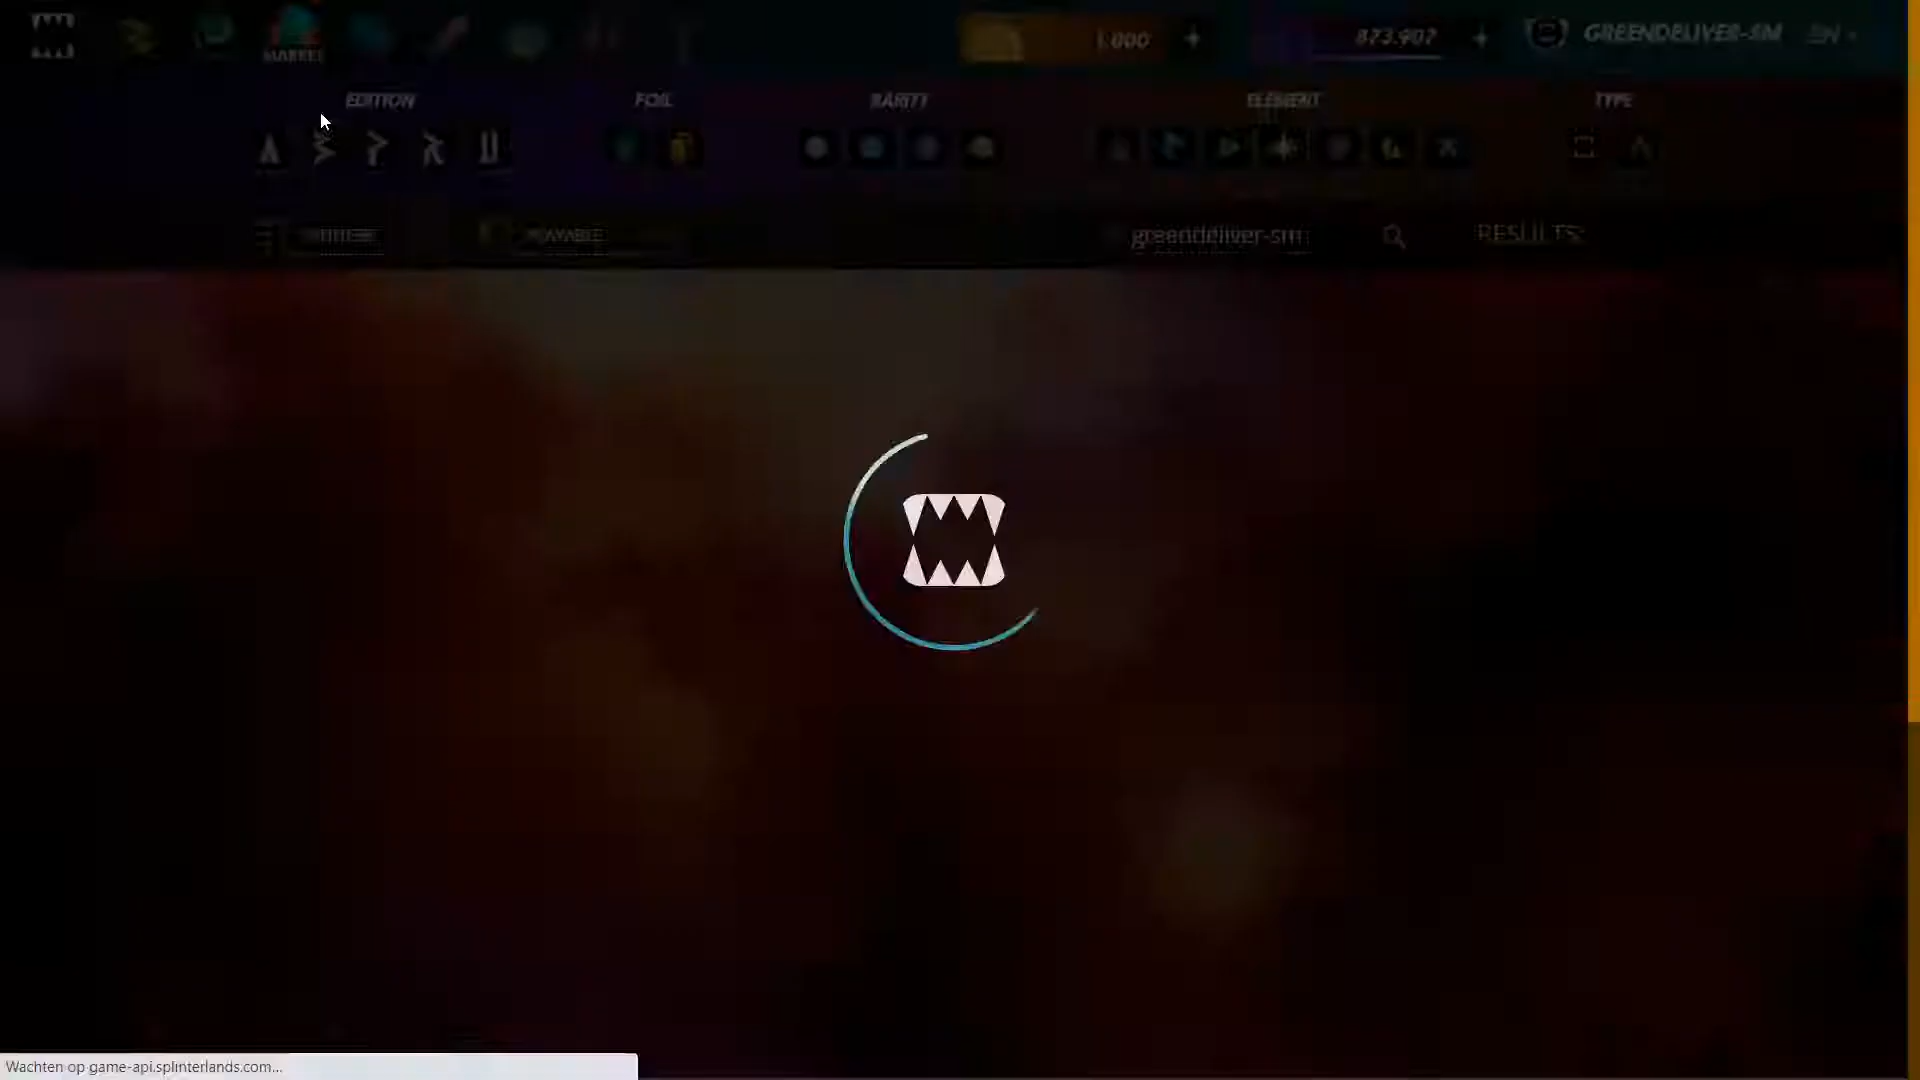 MARKET
1.000 + 873.907 + GREENDELIVER-SM EN
EDITION FOIL RARITY ELEMENT TYPE
greendeliver-sm RESULTS:
Wachten op game-api.splinterlands.com...